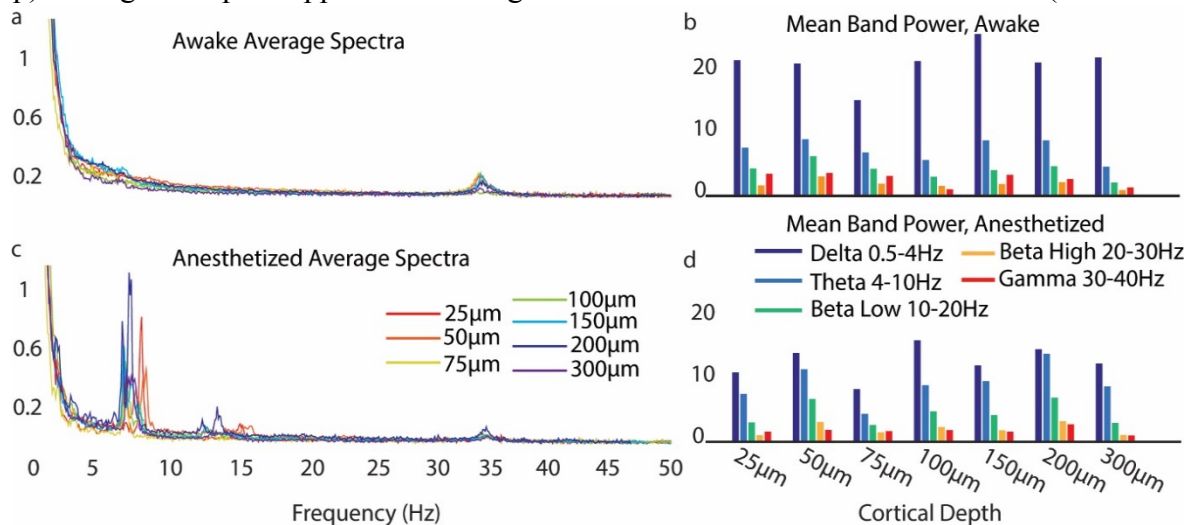 a
Awake Average Spectra
1
0.6
0.2
b
Mean Band Power, Awake
20
10
0
c
Anesthetized Average Spectra
1
0.6
0.2
25µm
50µm
75µm
100µm
150µm
200µm
300µm
0 5 10 15 20 25 30 35 40 45 50
Frequency (Hz)
Mean Band Power, Anesthetized
d
Delta 0.5-4Hz
Theta 4-10Hz
Beta Low 10-20Hz
Beta High 20-30Hz
Gamma 30-40Hz
20
10
0
25µm 50µm 75µm 100µm 150µm 200µm 300µm
Cortical Depth